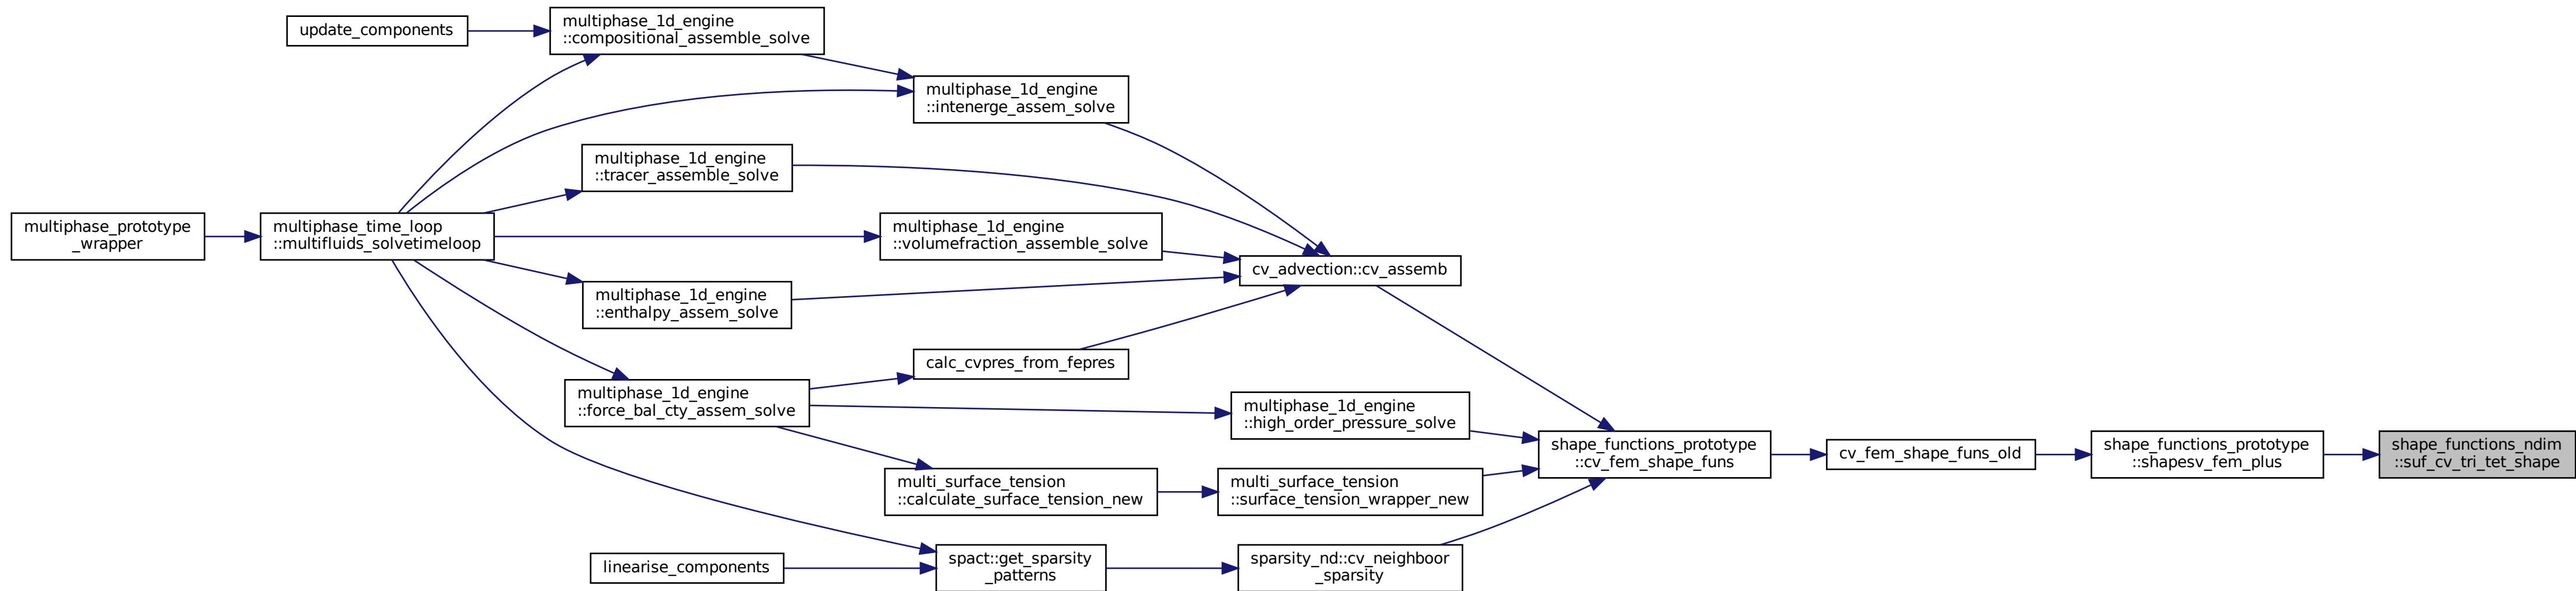 update_components
multiphase_1d_engine
::compositional_assemble_solve
multiphase_1d_engine
::intenerge_assem_solve
multiphase_1d_engine
::tracer_assemble_solve
multiphase_prototype
_wrapper
multiphase_time_loop
::multifluids_solvetimeloop
multiphase_1d_engine
::volumefraction_assemble_solve
cv_advection::cv_assemb
multiphase_1d_engine
::enthalpy_assem_solve
calc_cvpres_from_fepres
multiphase_1d_engine
::force_bal_cty_assem_solve
multiphase_1d_engine
::high_order_pressure_solve
shape_functions_prototype
::cv_fem_shape_funs
cv_fem_shape_funs_old
shape_functions_prototype
::shapesv_fem_plus
shape_functions_ndim
::suf_cv_tri_tet_shape
multi_surface_tension
::calculate_surface_tension_new
multi_surface_tension
::surface_tension_wrapper_new
linearise_components
spact::get_sparsity
_patterns
sparsity_nd::cv_neighboor
_sparsity